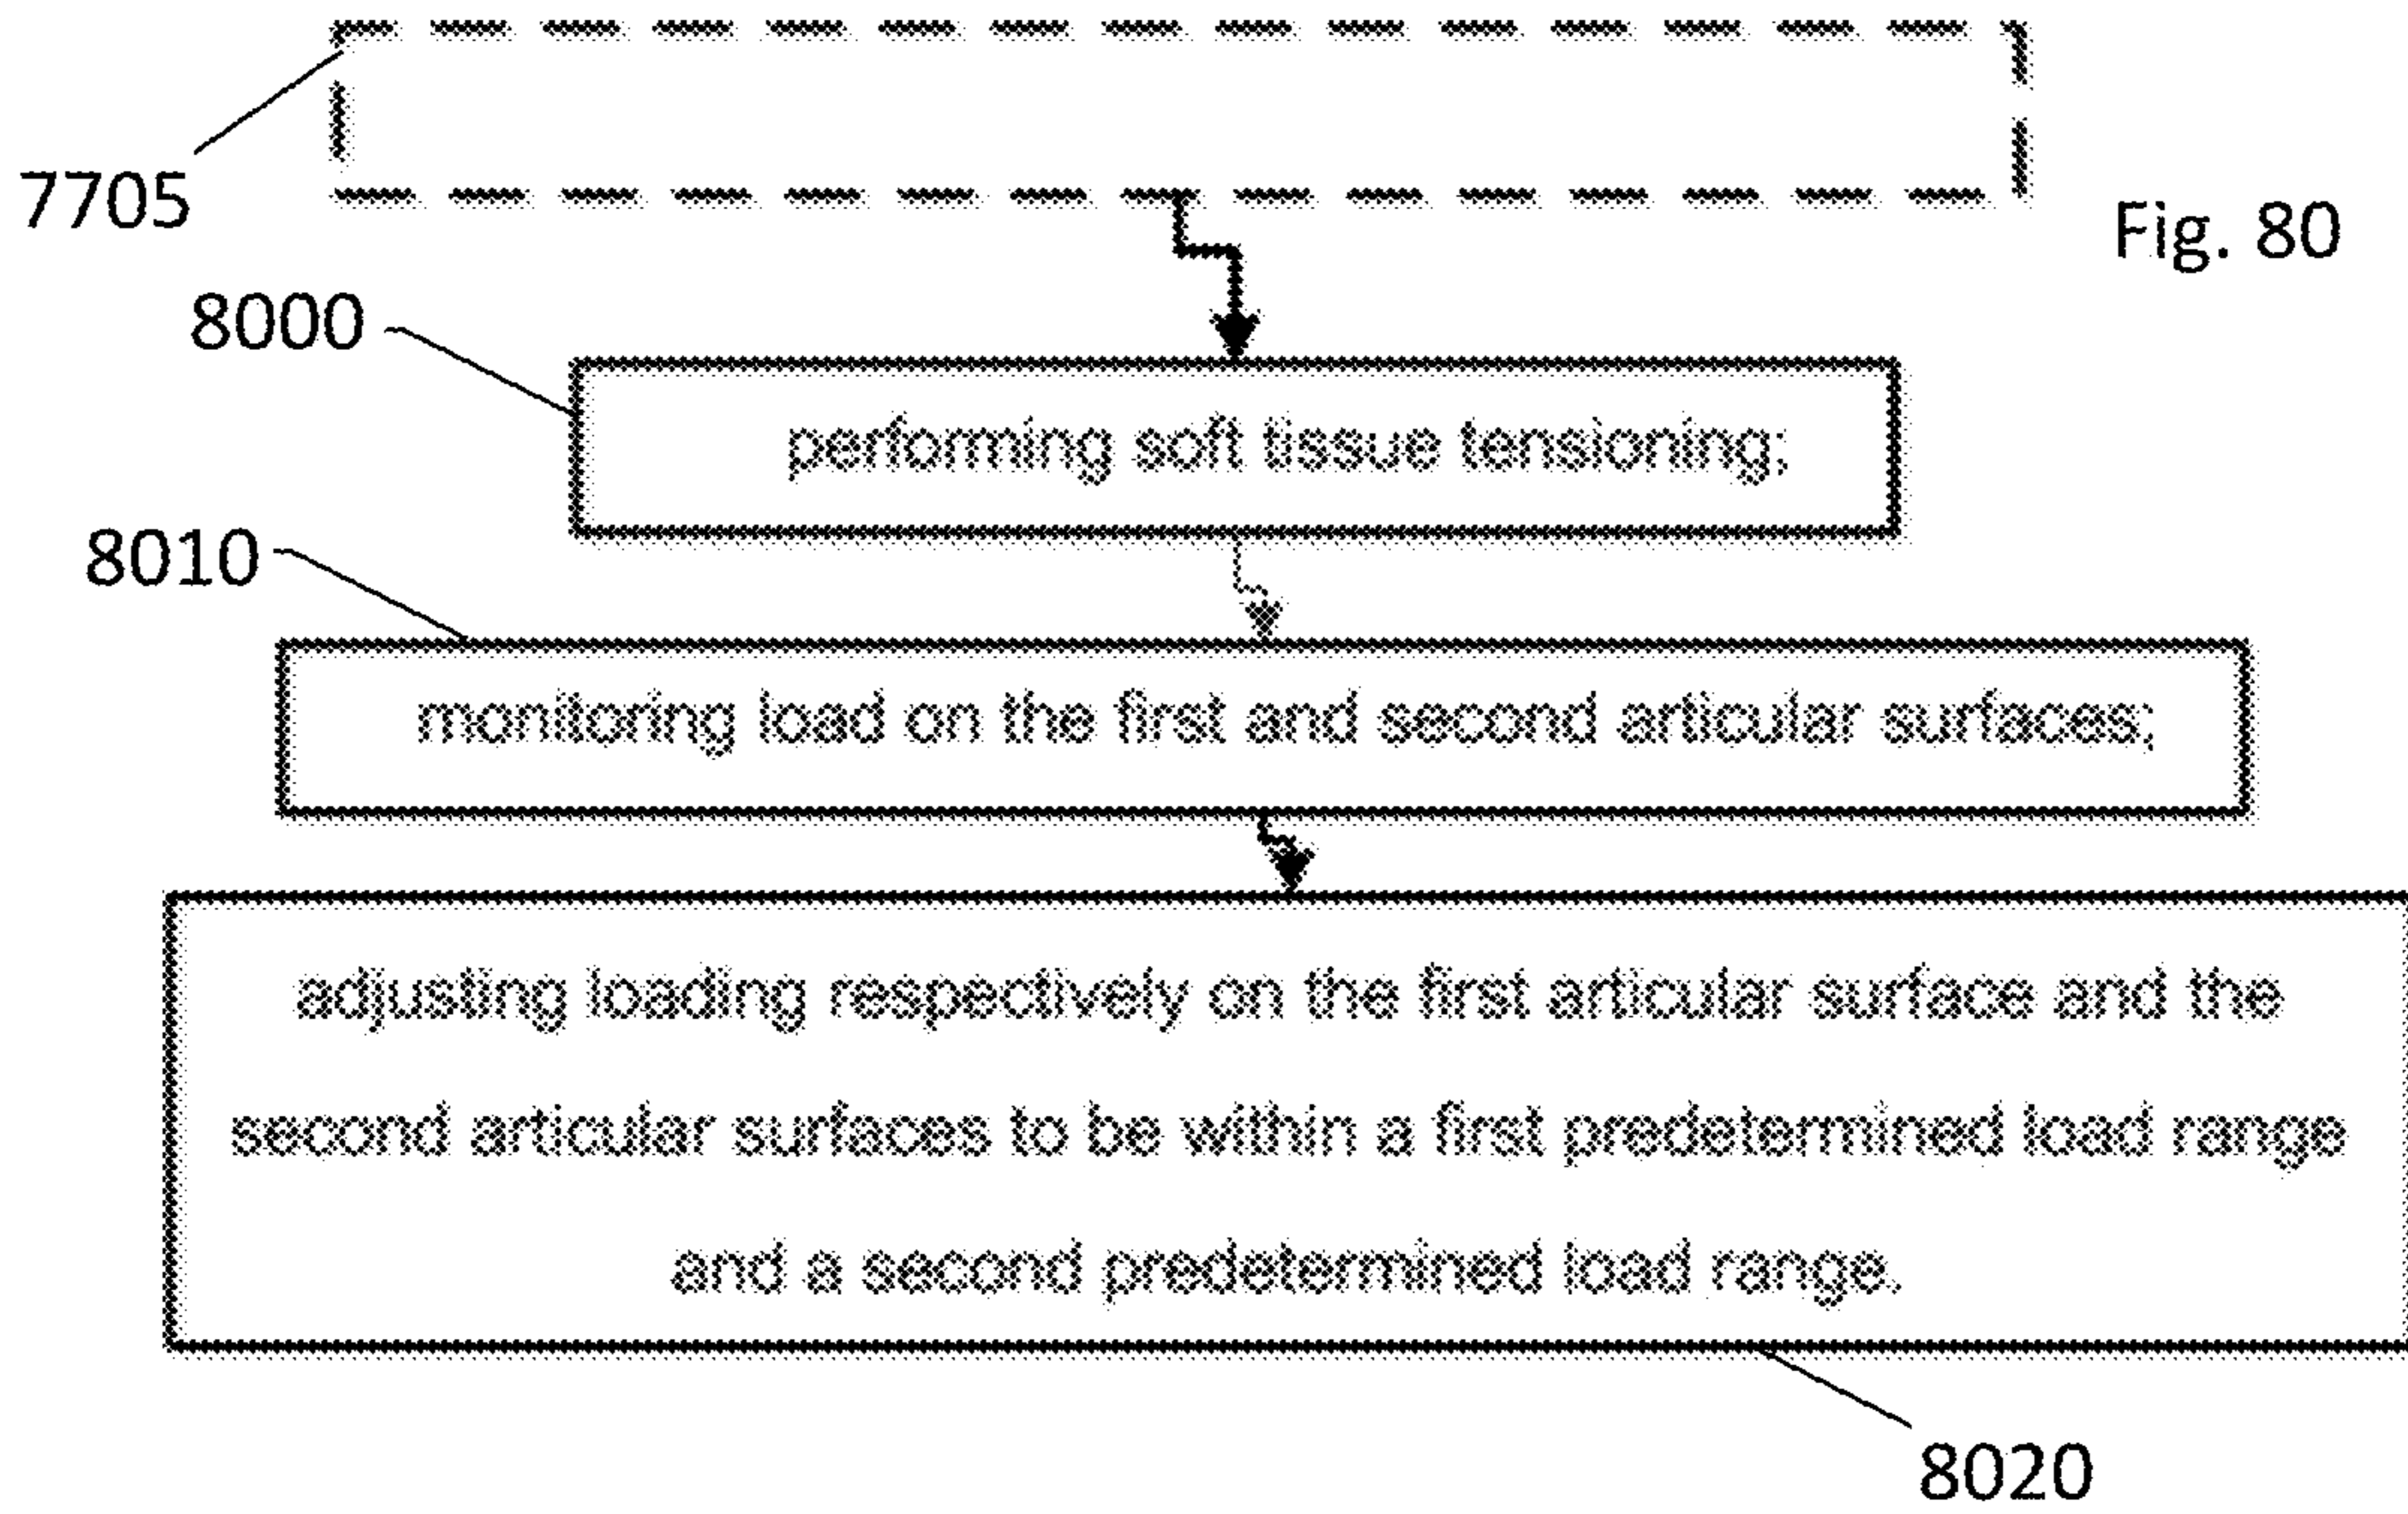 7705
Fig. 80
8000
performing soft tissue tensioning;
8010
monitoring load on the first and second articular surfaces;
adjusting loading respectively on the first articular surface and the
second articular surfaces to be within a first predetermined load range
and a second predetermined load range.
8020